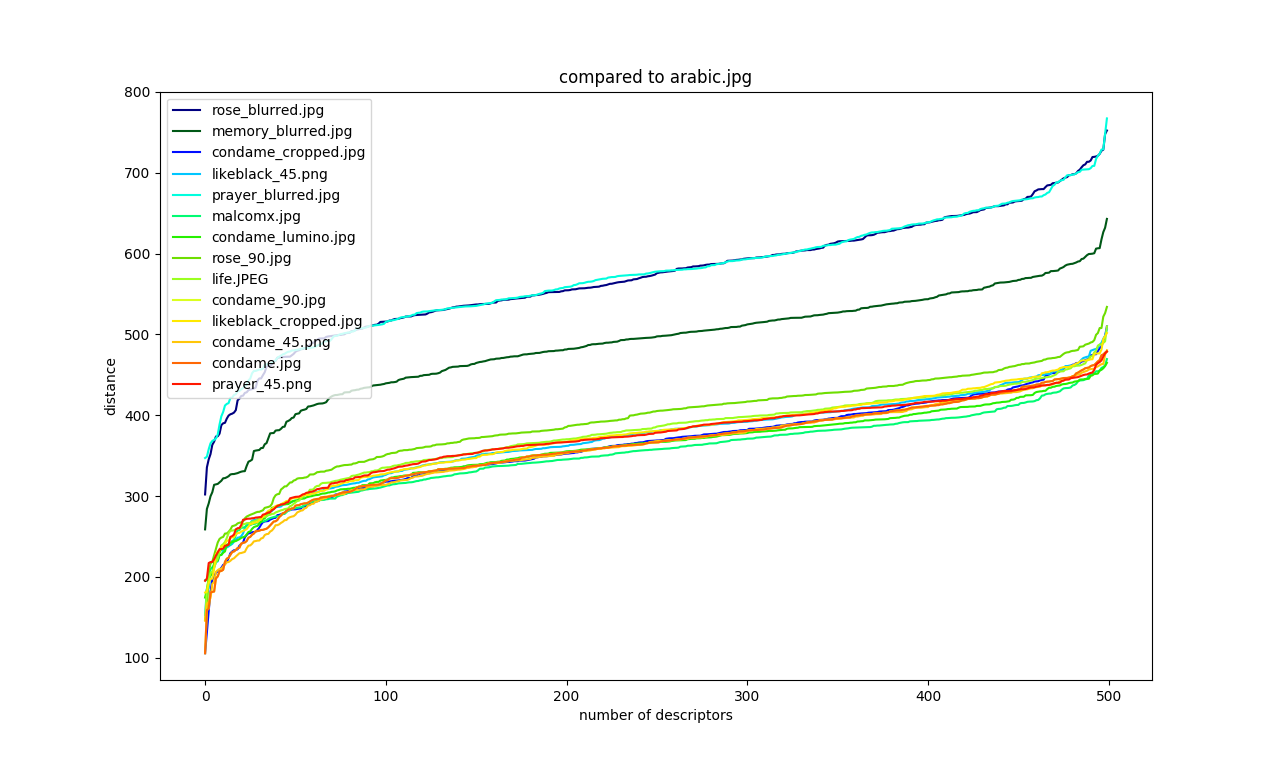 compared to arabic.jpg
800
700
600
500
400
300
200
100
distance
rose_blurred.jpg
memory_blurred.jpg
condame_cropped.jpg
likeblack_45.png
prayer_blurred.jpg
malcomx.jpg
condame_lumino.jpg
rose_90.jpg
life.JPEG
condame_90.jpg
likeblack_cropped.jpg
condame_45.png
condame.jpg
prayer_45.png
0 100 200 300 400 500
number of descriptors